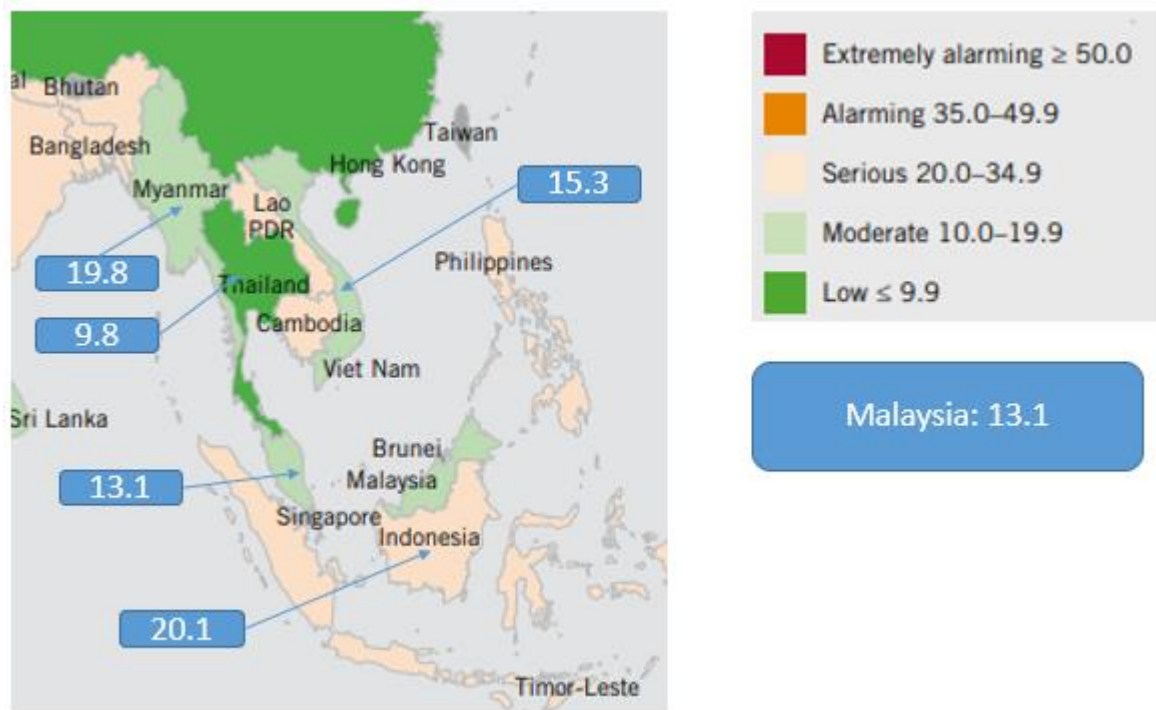 al
Bhutan
Bangladesh
Myanmar
Taiwan
Hong Kong
Lao
PDR
15.3
Philippines
19.8
Thailand
9.8
Cambodia
Viet Nam
Sri Lanka
Brunei
Malaysia
13.1
Singapore
Indonesia
20.1
Timor-Leste
Extremely alarming ≥ 50.0
Alarming 35.0–49.9
Serious 20.0–34.9
Moderate 10.0–19.9
Low ≤ 9.9
Malaysia: 13.1